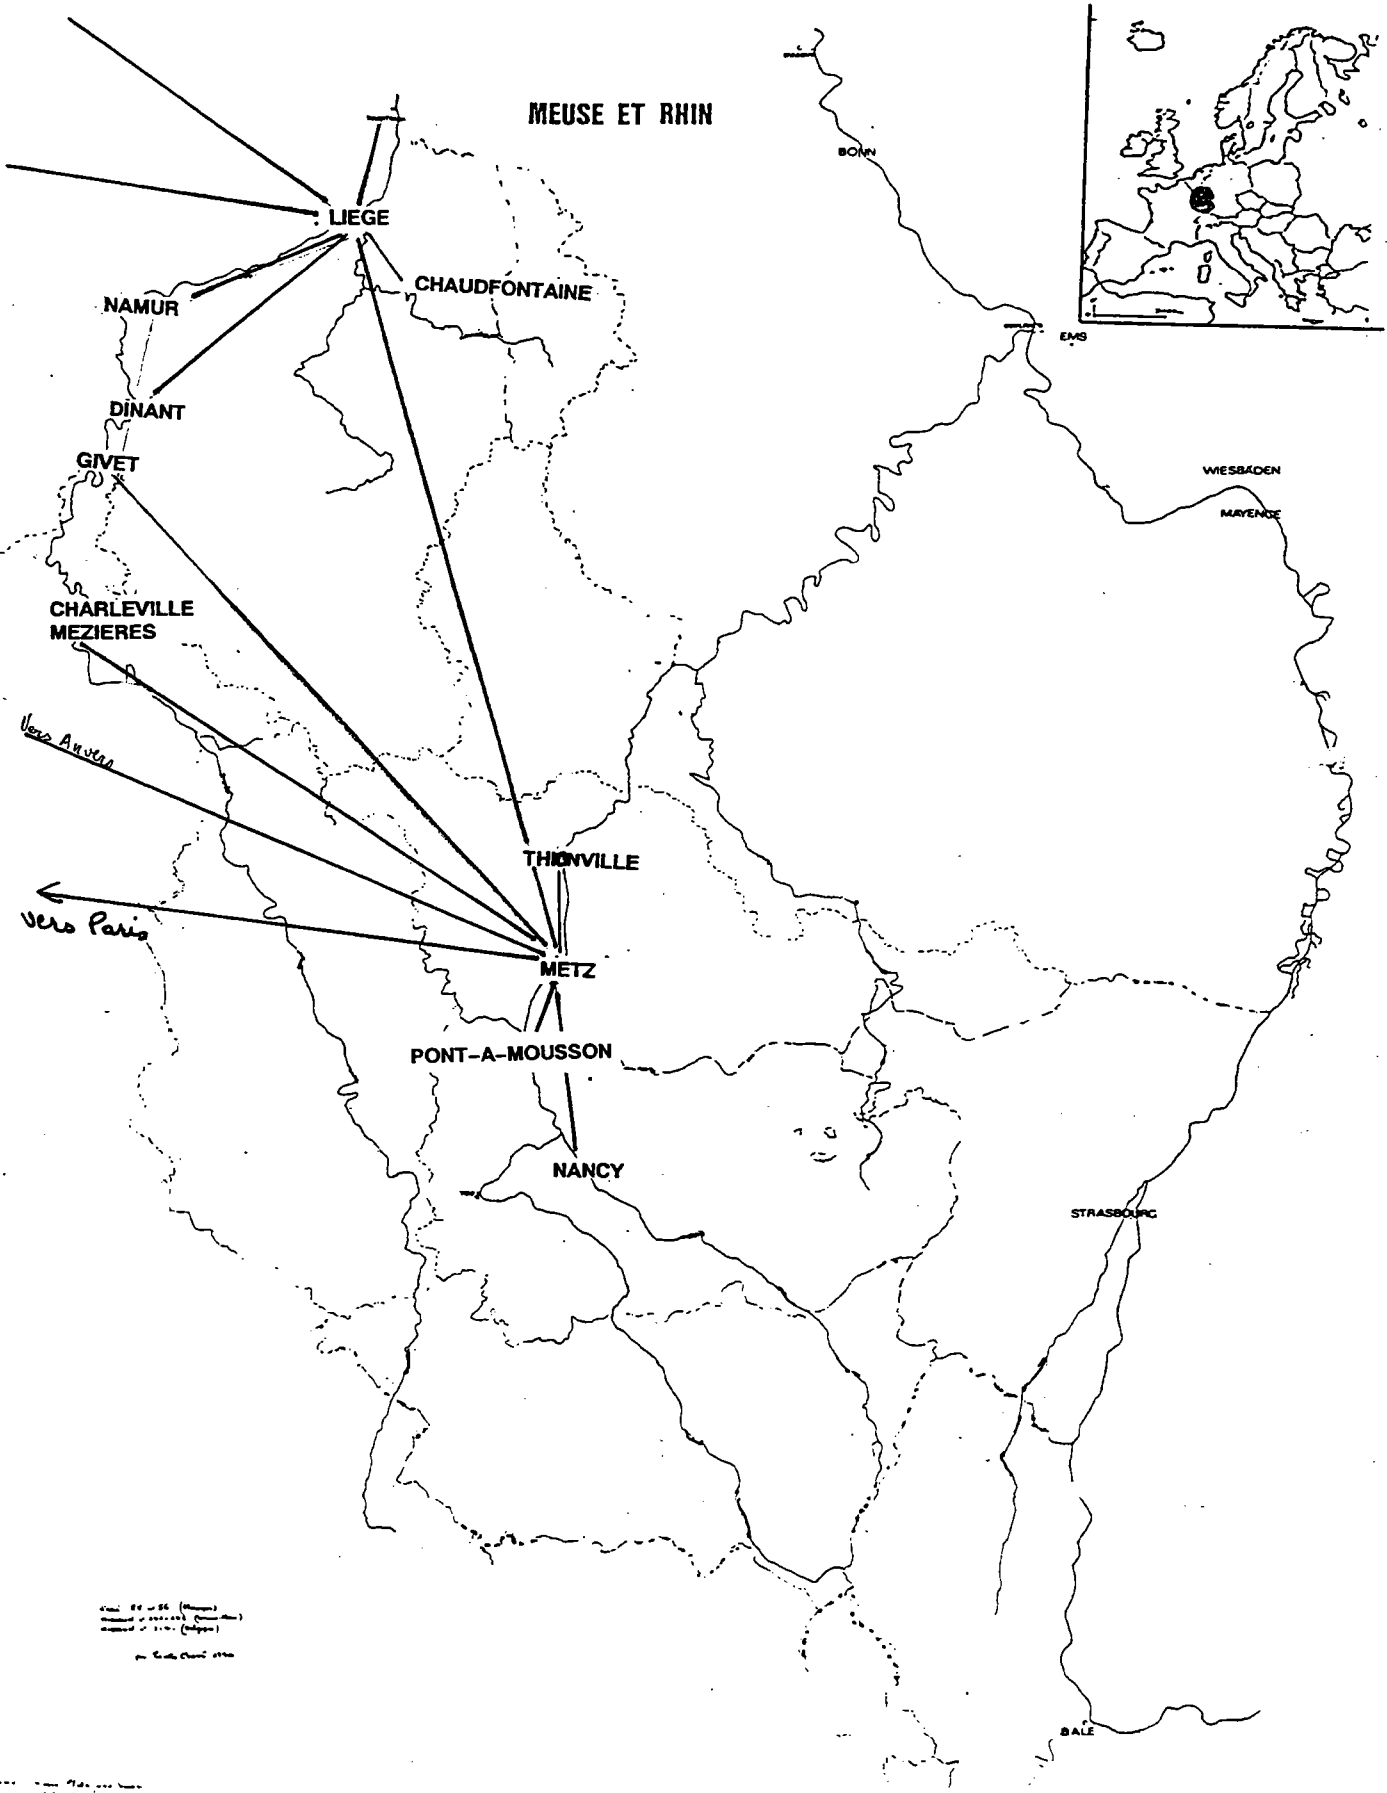 MEUSE ET RHIN
BONN
LIEGE
CHAUDFONTAINE
NAMUR
EMS
DINANT
GIVET
WIESBADEN
MAYENCE
CHARLEVILLE
MEZIERES
Vers Anvers
THIONVILLE
vers Paris
METZ
PONT-A-MOUSSON
NANCY
STRASBOURG
BALE